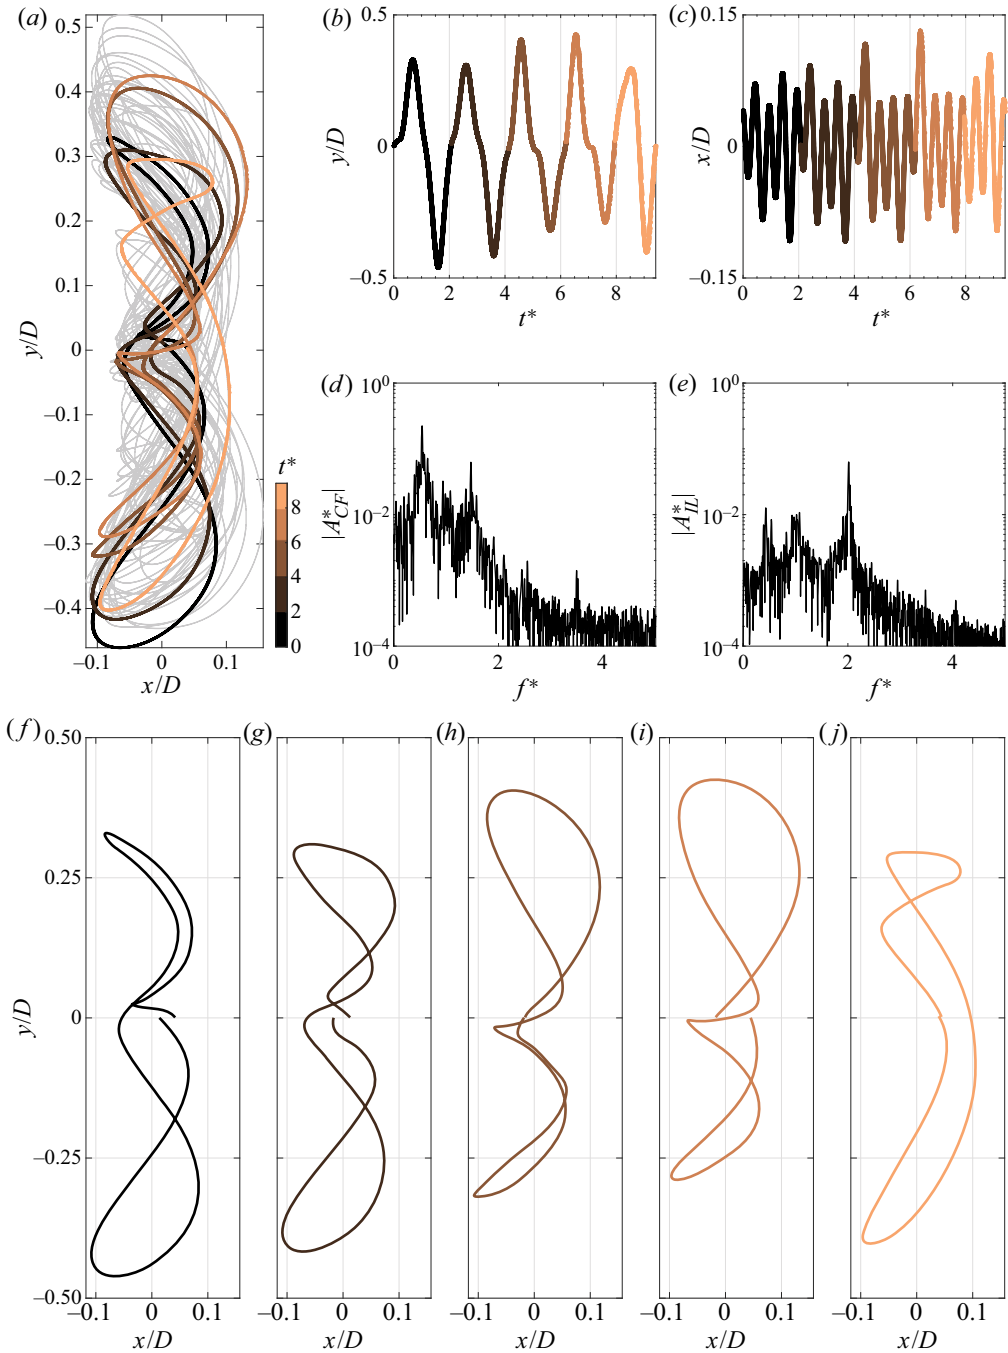 (a)
0.5
0.4
0.3
0.2
0.1
0
–0.1
–0.2
–0.3
–0.4
y/D
–0.1 0 0.1
x/D
t*
8
6
4
2
0
(b)
0.5
0
–0.5
y/D
0 2 4 6 8
t*
(c)
0.15
0
–0.15
x/D
0 2 4 6 8
t*
(d)
10^0
10^–2
10^–4
|A*_CF|
0 2 4
f*
(e)
10^0
10^–2
10^–4
|A*_IL|
0 2 4
f*
(f) (g) (h) (i) (j)
0.50
0.25
0
–0.25
–0.50
y/D
–0.1 0 0.1 –0.1 0 0.1 –0.1 0 0.1 –0.1 0 0.1 –0.1 0 0.1
x/D x/D x/D x/D x/D